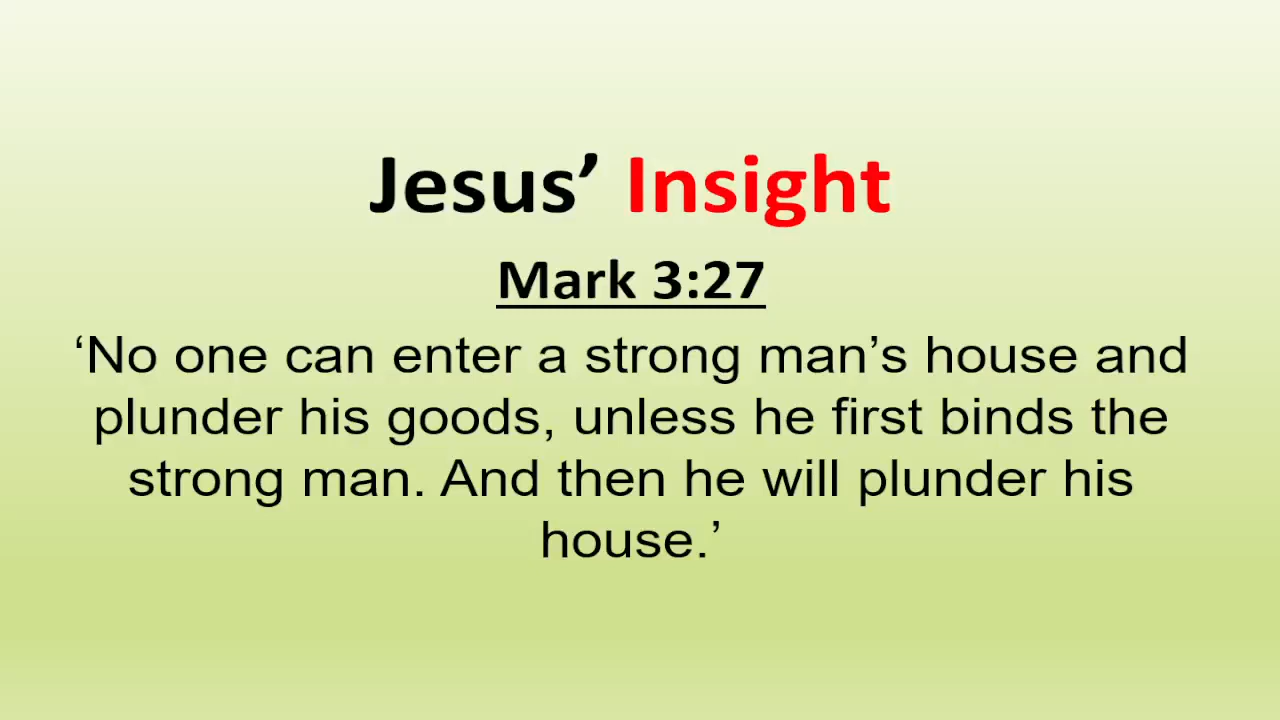 Jesus’ Insight
Mark 3:27
‘No one can enter a strong man’s house and
plunder his goods, unless he first binds the
strong man. And then he will plunder his
house.’